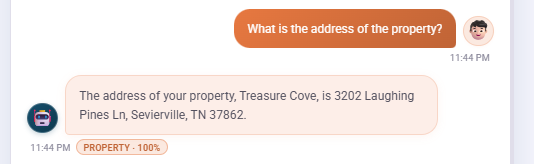 What is the address of the property?
11:44 PM
The address of your property, Treasure Cove, is 3202 Laughing
Pines Ln, Sevierville, TN 37862.
11:44 PM PROPERTY · 100%